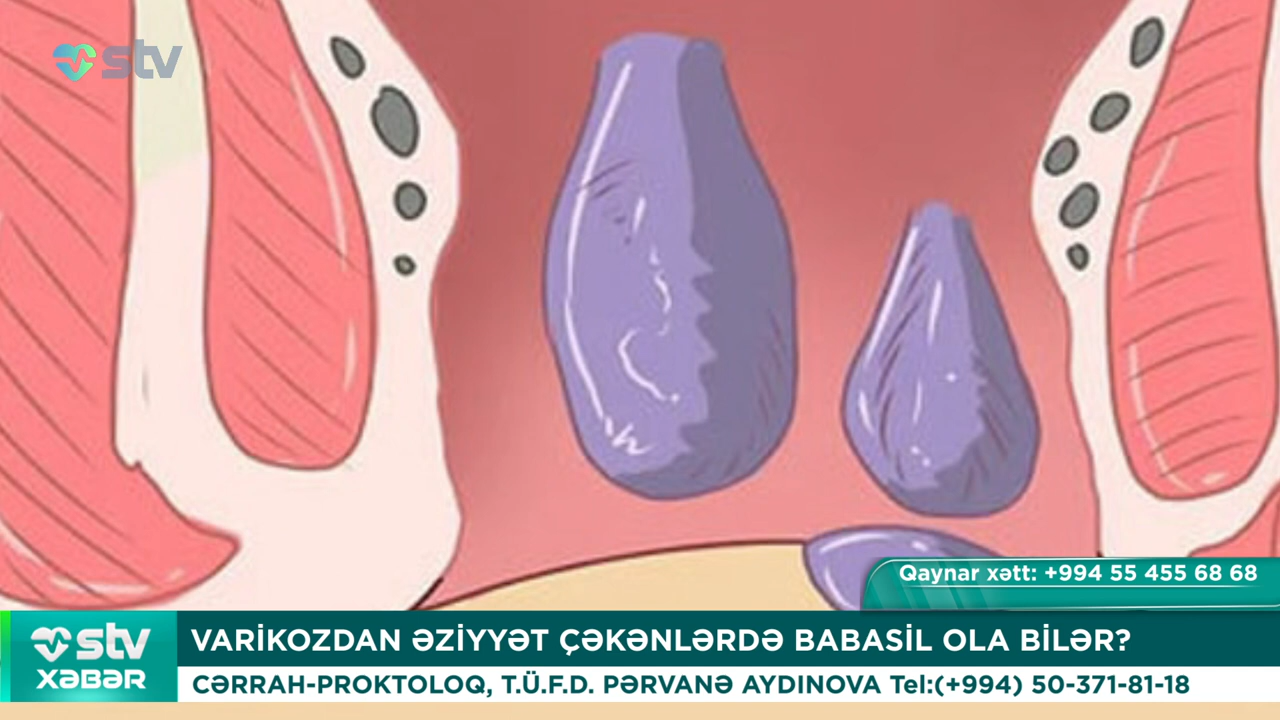 stv
Qaynar xətt: +994 55 455 68 68
stv
XƏBƏR
VARİKOZDAN ƏZİYYƏT ÇƏKƏNLƏRDƏ BABASİL OLA BİLƏR?
CƏRRAH-PROKTOLOQ, T.Ü.F.D. PƏRVANƏ AYDINOVA Tel:(+994) 50-371-81-18